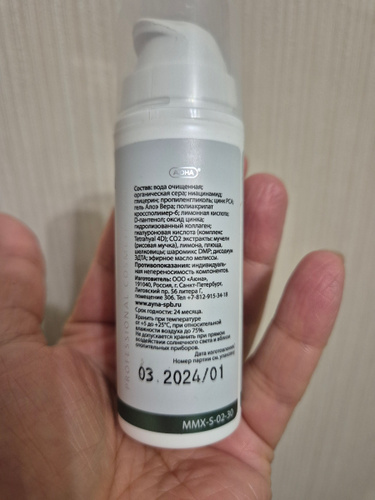 АЮНА®
Состав: вода очищенная;
органическая сера; ниацинамид;
глицерин; пропиленгликоль; цинк PCA;
гель Алоэ Вера; полиакрилат
кроссполимер-6; лимонная кислота;
D-пантенол; оксид цинка;
гидролизованный коллаген;
гиалуроновая кислота (комплекс
Tetrahyal 4D); CO2 экстракты: мучели
(рисовая мучка), лимона, плюща,
шаромикс DMP; дисодиум
ЭДТА; эфирное масло мелиссы.
Противопоказания: индивидуаль-
ная непереносимость компонентов.
Изготовитель: ООО «Аюна»,
191040, Россия, г. Санкт-Петербург,
Лиговский пр, 56 литера Г,
помещение 306. Тел +7-812-915-34-18
www.ayna-spb.ru
Срок годности: 24 месяца.
Хранить при температуре
от +5 до +25°С, при относительной
влажности воздуха до 75%.
Не допускается хранить при прямом
воздействии солнечного света и вблизи
отопительных приборов.
Дата изготовления/
Номер партии см. упаковку
03.2024/01
MMX-5-02-30